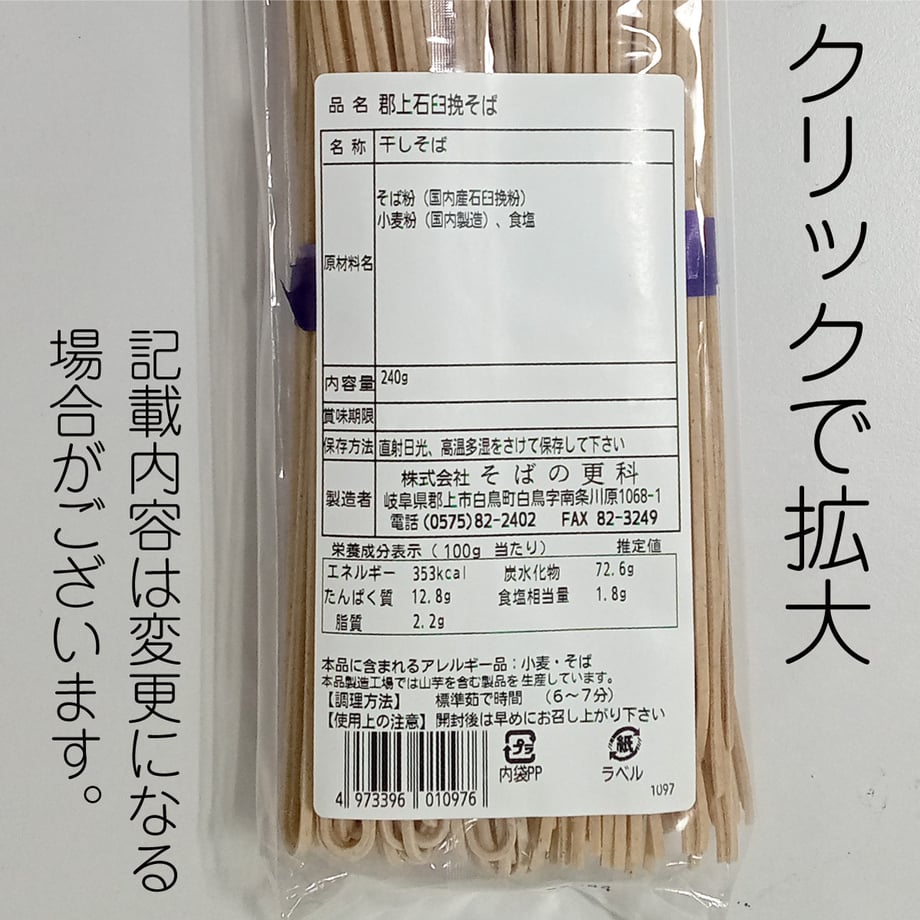 クリックで拡大
記載内容は変更になる
場合がございます。
品名 郡上石臼挽そば
名称 干しそば
原材料名 そば粉（国内産石臼挽粉）
小麦粉（国内製造）、食塩
内容量 240g
賞味期限
保存方法 直射日光、高温多湿をさけて保存して下さい
製造者 株式会社 そばの更科
岐阜県郡上市白鳥町白鳥字南条川原1068-1
電話(0575)82-2402 FAX 82-3249
栄養成分表示（100g 当たり） 推定値
エネルギー 353kcal 炭水化物 72.6g
たんぱく質 12.8g 食塩相当量 1.8g
脂質 2.2g
本品に含まれるアレルギー品：小麦・そば
本品製造工場では山芋を含む製品を生産しています。
【調理方法】 標準茹で時間 （6～7分）
【使用上の注意】開封後は早めにお召し上がり下さい
4 973396 010976
プラ
内袋PP
紙
ラベル
1097